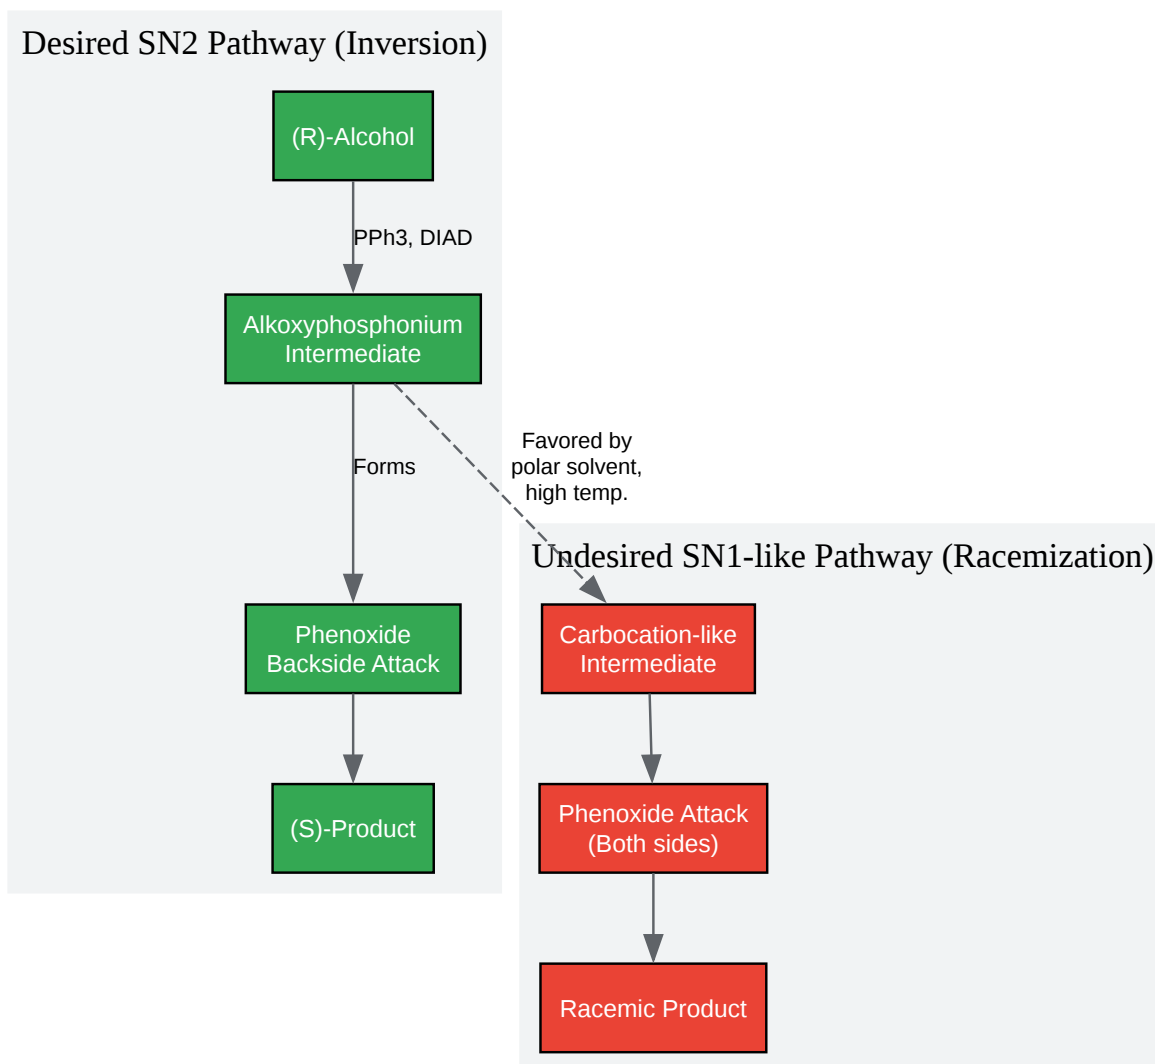 Desired SN2 Pathway (Inversion)
(R)-Alcohol
PPh3, DIAD
Alkoxyphosphonium
Intermediate
Forms
Favored by
polar solvent,
high temp.
Phenoxide
Backside Attack
(S)-Product
Undesired SN1-like Pathway (Racemization)
Carbocation-like
Intermediate
Phenoxide Attack
(Both sides)
Racemic Product